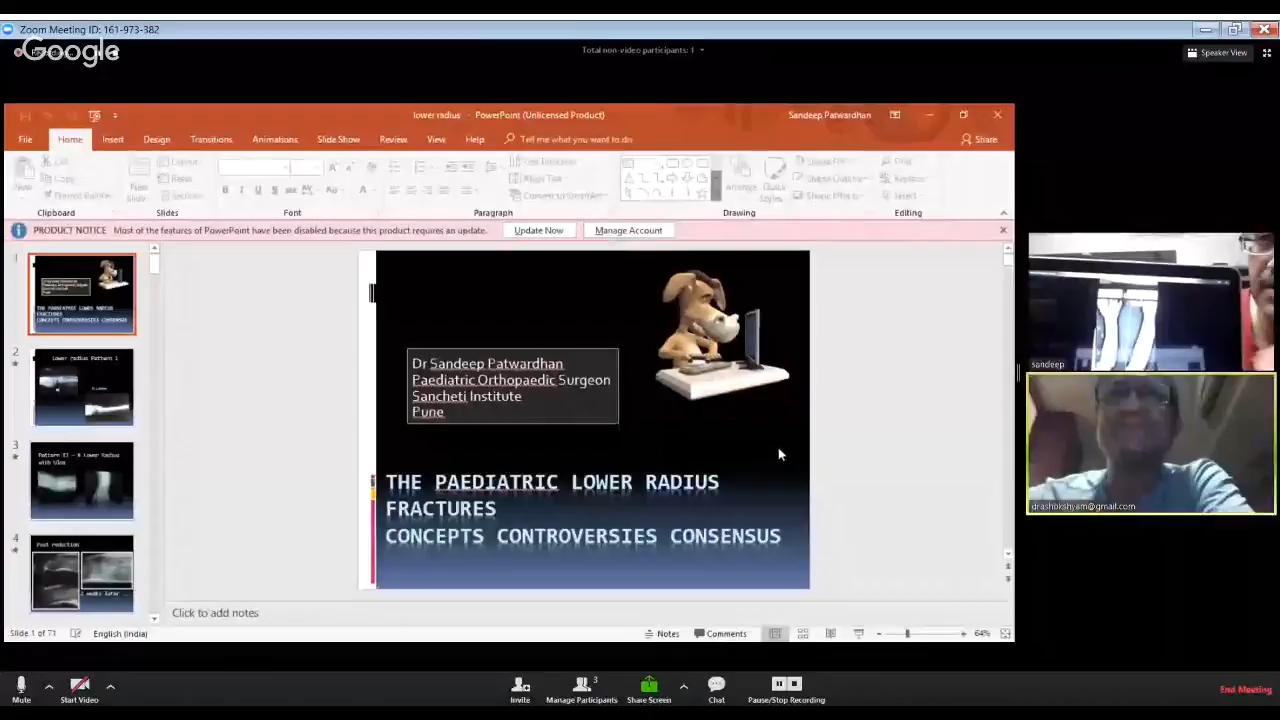 Zoom Meeting ID: 161-973-382
Google
Total non-video participants: 1
Speaker View
lower radius - PowerPoint (Unlicensed Product)
Sandeep Patwardhan
File Home Insert Design Transitions Animations Slide Show Review View Help Tell me what you want to do
Share
Clipboard Slides Font Paragraph Drawing Editing
PRODUCT NOTICE Most of the features of PowerPoint have been disabled because this product requires an update. Update Now Manage Account
1
2
Lower radius Pattern 1
3
4
Post reduction
Dr Sandeep Patwardhan
Paediatric Orthopaedic Surgeon
Sancheti Institute
Pune
THE PAEDIATRIC LOWER RADIUS
FRACTURES
CONCEPTS CONTROVERSIES CONSENSUS
sandeep
drashokshyam@gmail.com
Click to add notes
Slide 1 of 71 English (India) Notes Comments 64%
Mute Start Video Invite Manage Participants 3 Share Screen Chat Pause/Stop Recording End Meeting